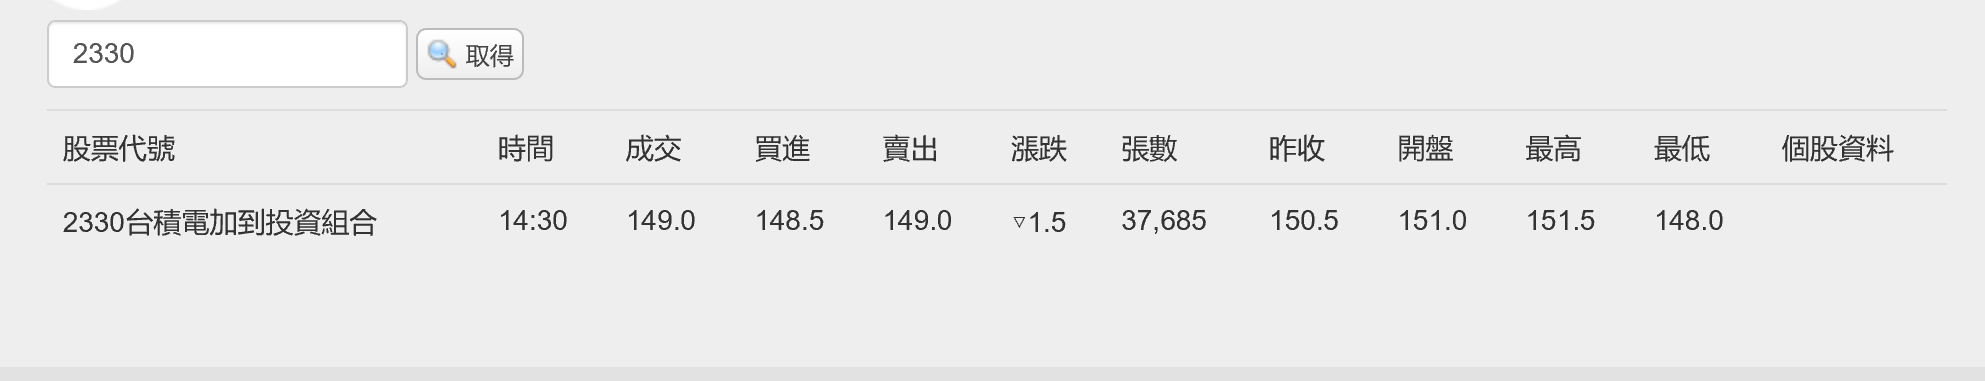 2330
取得
股票代號 時間 成交 買進 賣出 漲跌 張數 昨收 開盤 最高 最低 個股資料
2330台積電加到投資組合 14:30 149.0 148.5 149.0 ▽1.5 37,685 150.5 151.0 151.5 148.0